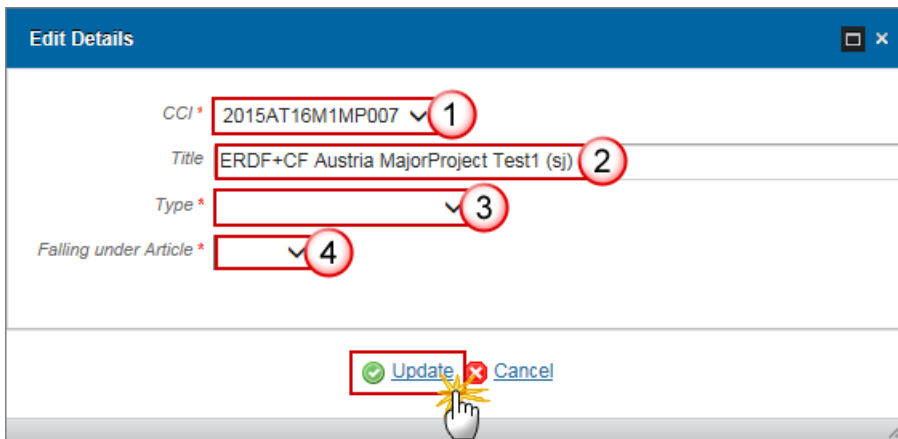 Edit Details
CCI * 2015AT16M1MP007 1
Title ERDF+CF Austria MajorProject Test1 (sj) 2
Type * 3
Falling under Article * 4
Update Cancel